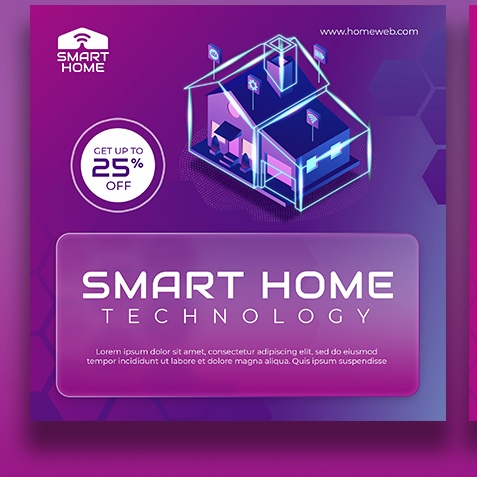 SMART
HOME
www.homeweb.com
GET UP TO
25%
OFF
SMART HOME
TECHNOLOGY
Lorem ipsum dolor sit amet, consectetur adipiscing elit, sed do eiusmod
tempor incididunt ut labore et dolore magna aliqua. Quis ipsum suspendisse